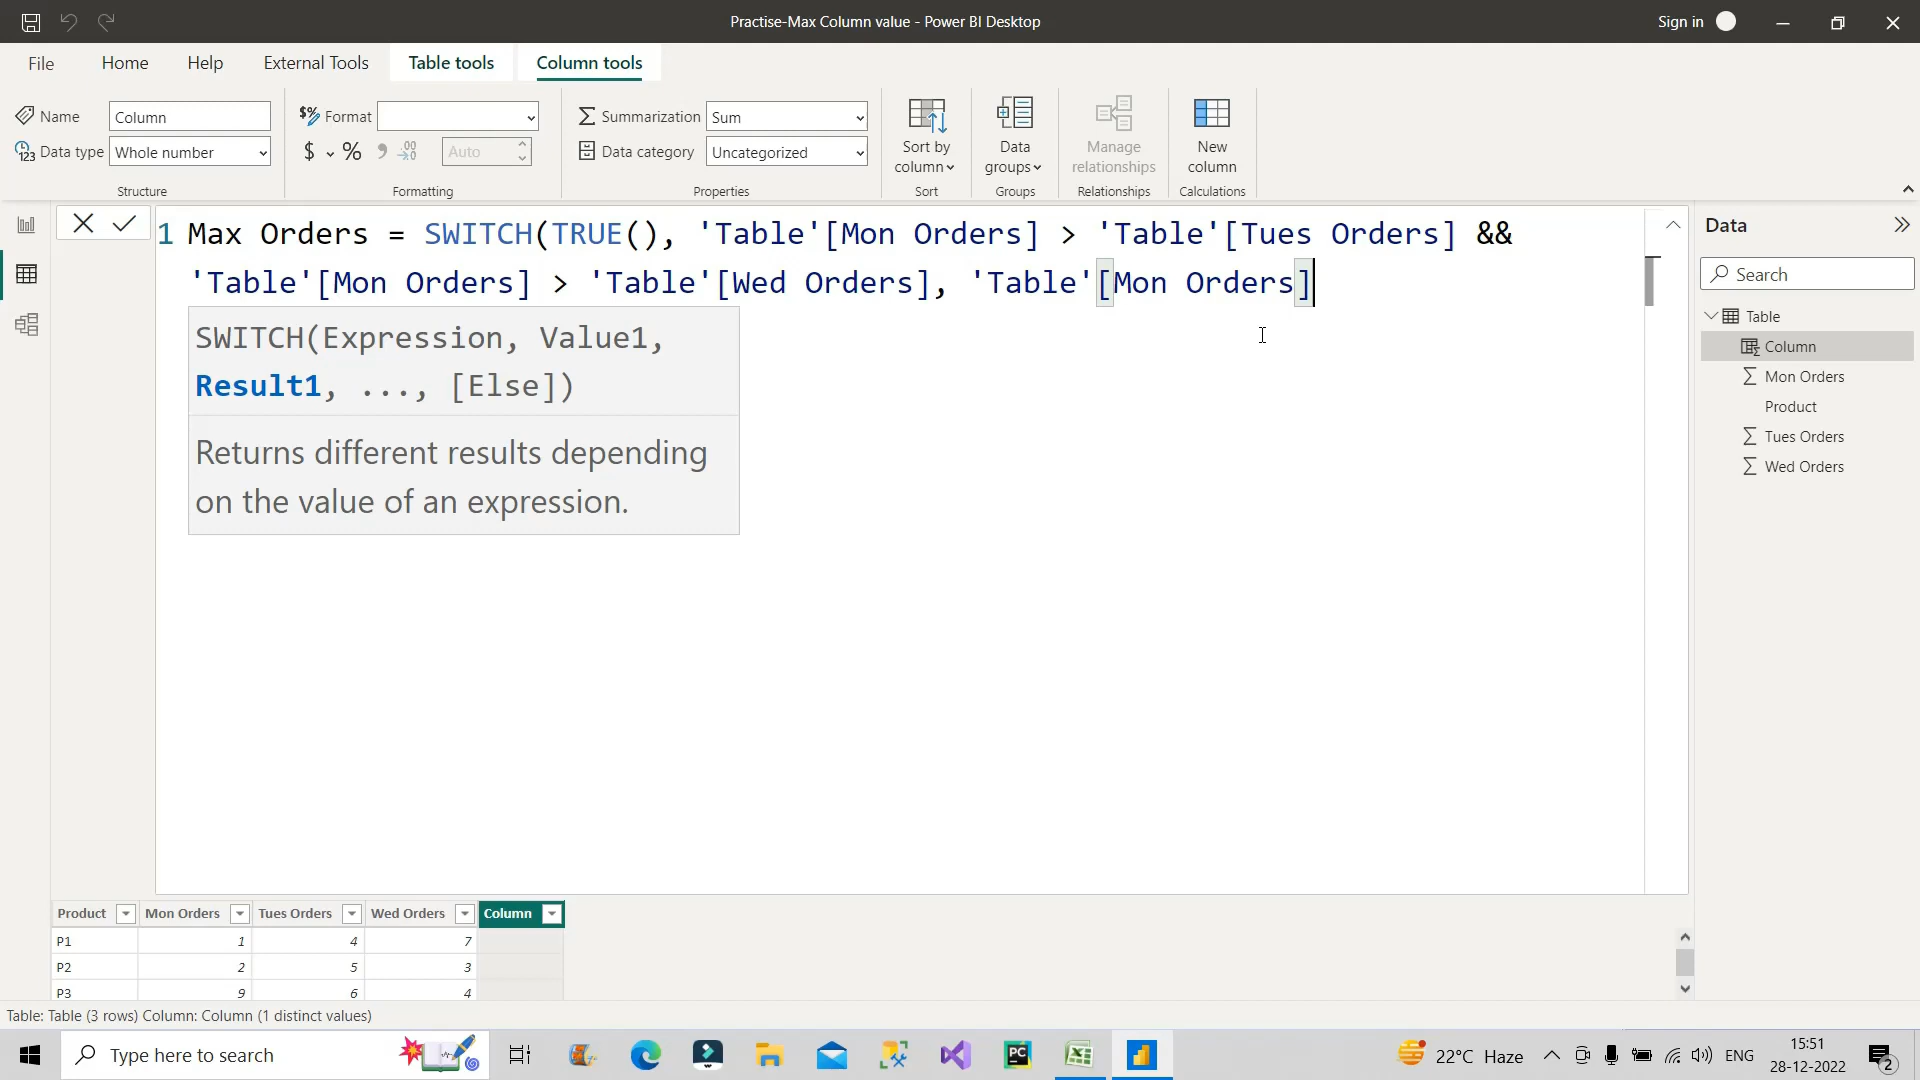 Practise-Max Column value - Power BI Desktop
Sign in
File
Home
Help
External Tools
Table tools
Column tools
Name
Column
Data type
Whole number
Structure
Format
$
%
Auto
Formatting
Summarization
Sum
Data category
Uncategorized
Properties
Sort by
column
Sort
Data
groups
Groups
Manage
relationships
Relationships
New
column
Calculations
1 Max Orders = SWITCH(TRUE(), 'Table'[Mon Orders] > 'Table'[Tues Orders] &&
'Table'[Mon Orders] > 'Table'[Wed Orders], 'Table'[Mon Orders]
SWITCH(Expression, Value1,
Result1, ..., [Else])
Returns different results depending
on the value of an expression.
Data
Search
Table
Column
Mon Orders
Product
Tues Orders
Wed Orders
Product Mon Orders Tues Orders Wed Orders Column
P1 1 4 7
P2 2 5 3
P3 9 6 4
Table: Table (3 rows) Column: Column (1 distinct values)
Type here to search
PC
22°C Haze
ENG
15:51
28-12-2022
2